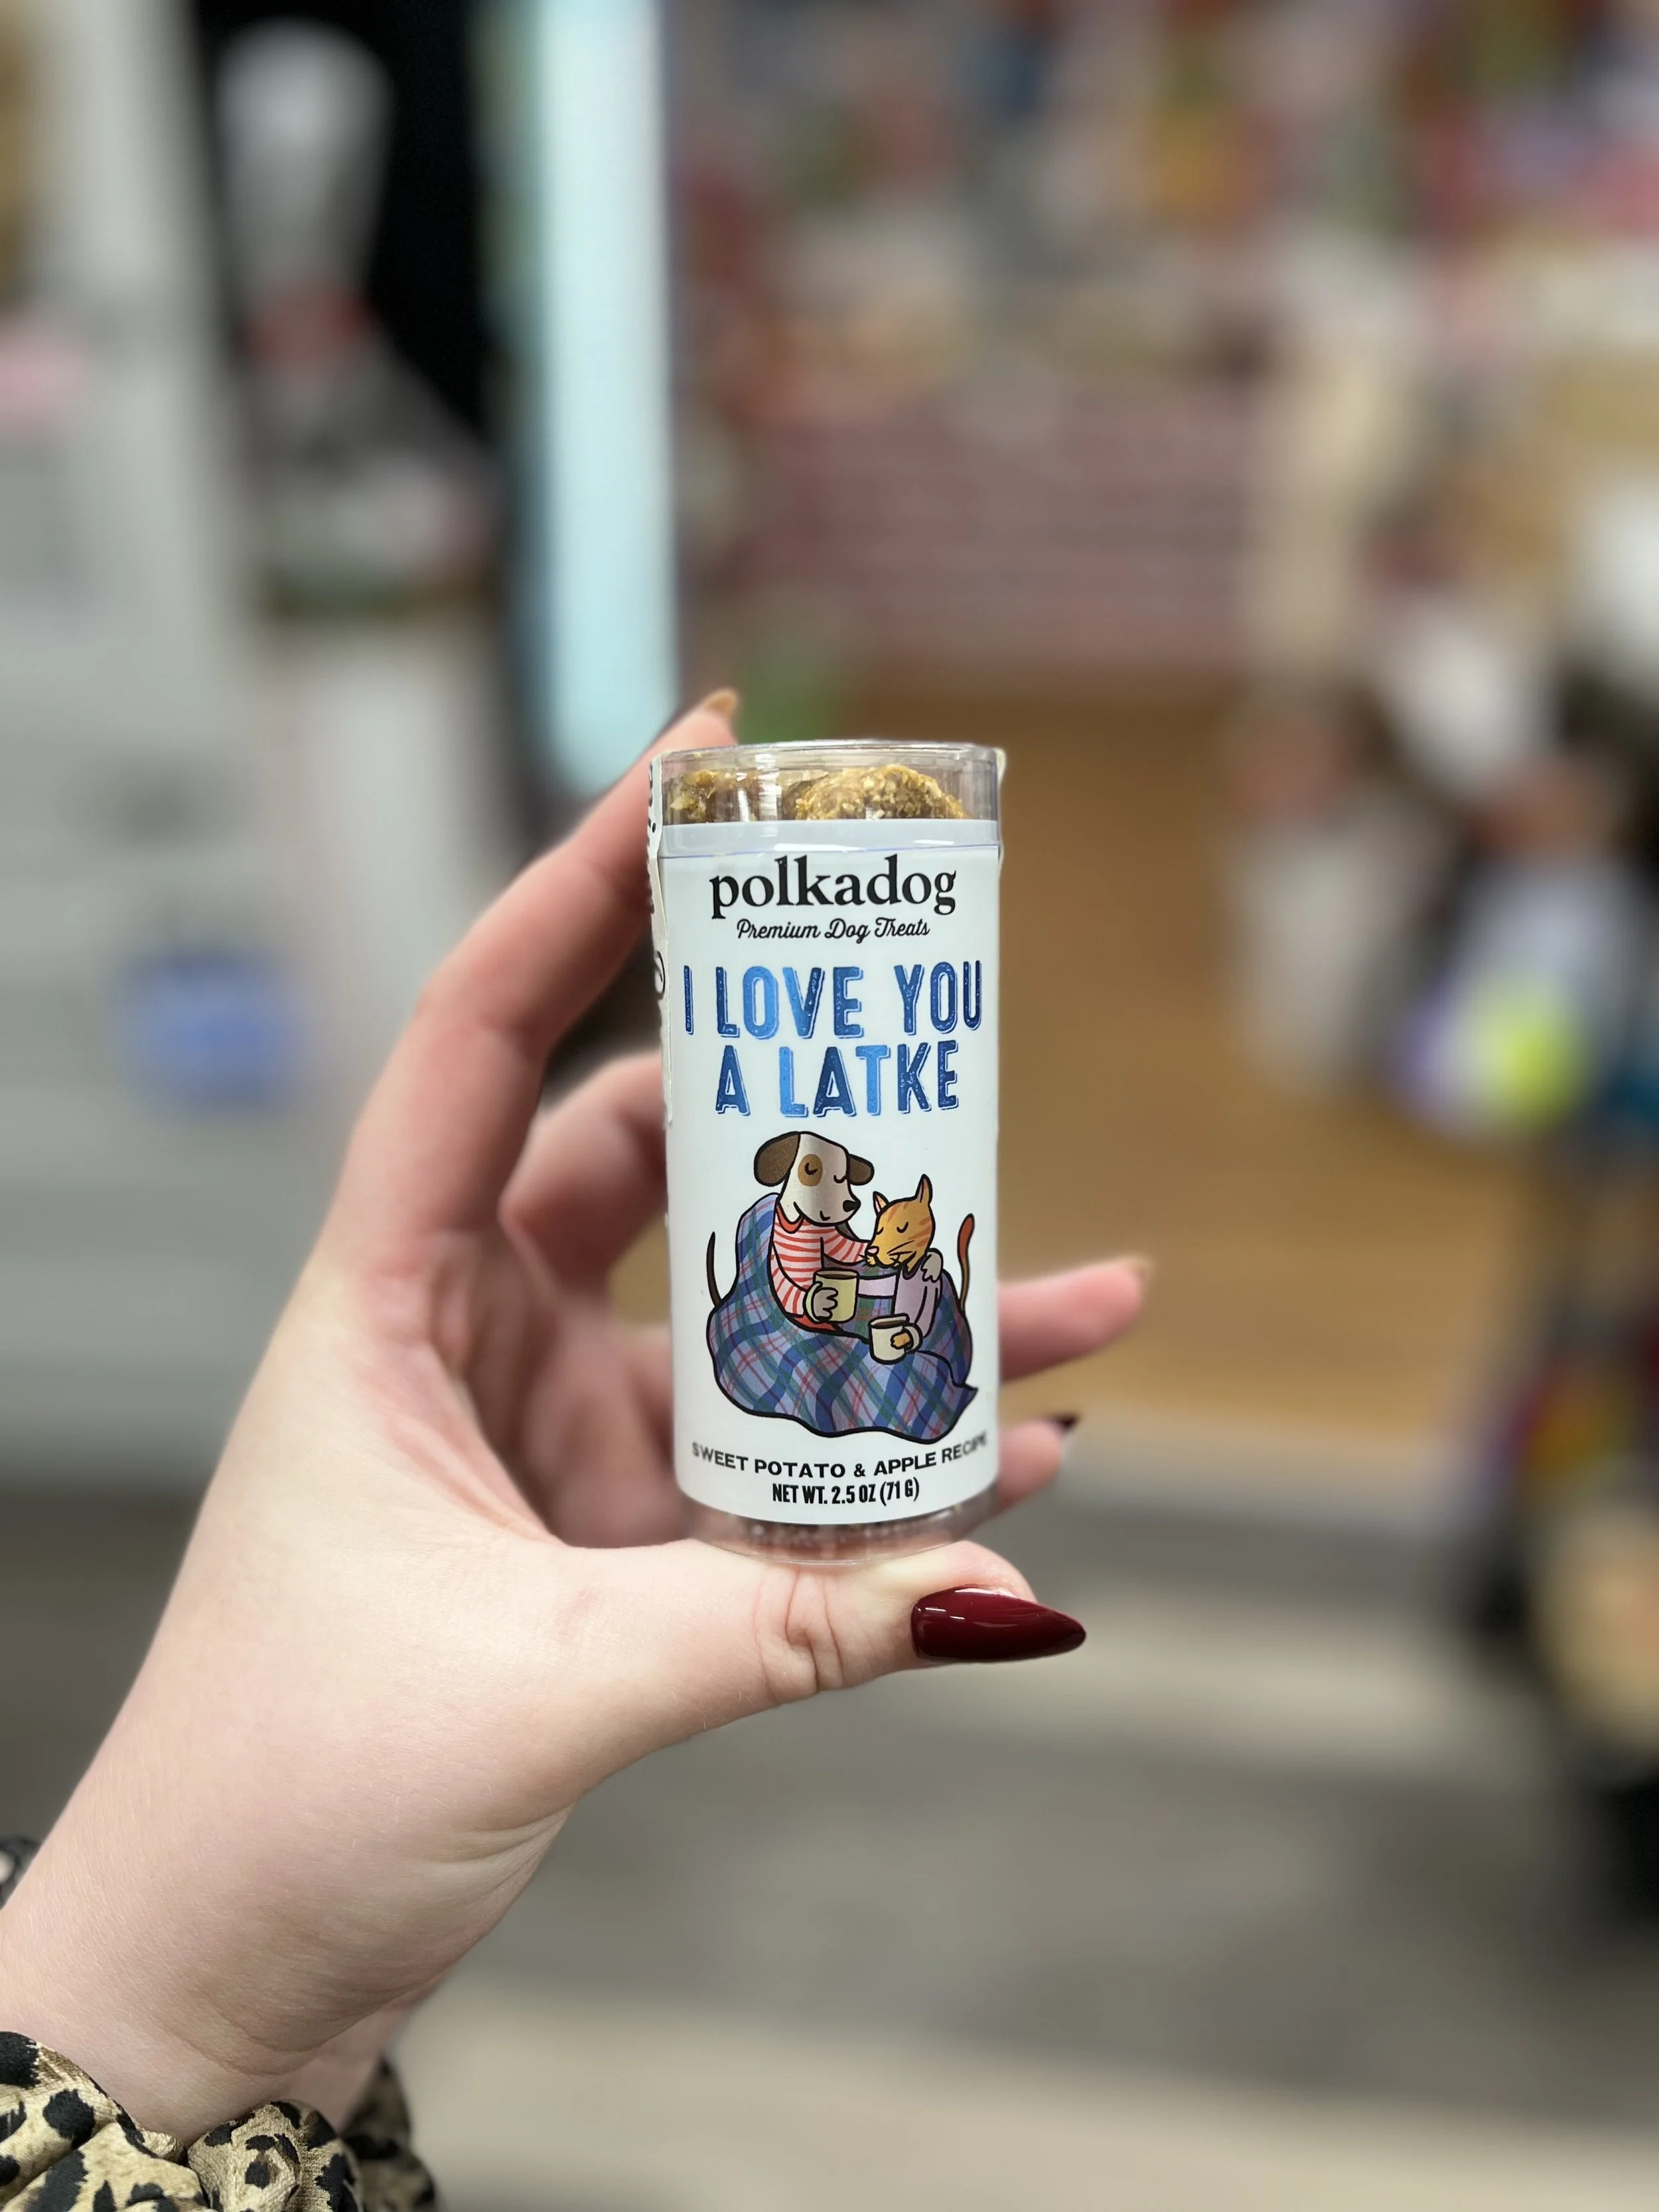 polkadog
Premium Dog Treats
I LOVE YOU
A LATKE
SWEET POTATO & APPLE RECIPE
NET WT. 2.5 OZ (71 G)